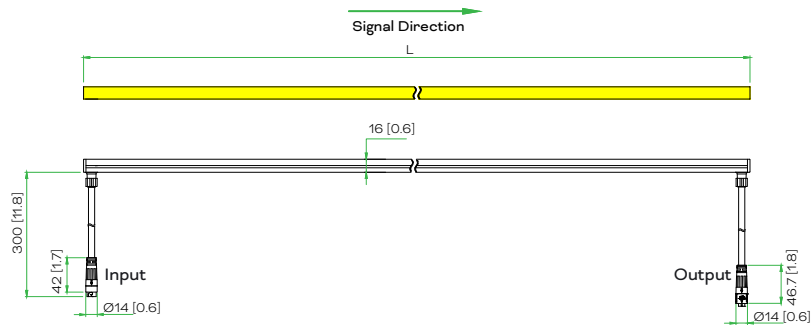 Signal Direction
L
16 [0.6]
300 [11.8]
42 [1.7]
Input
Ø14 [0.6]
Output
46.7 [1.8]
Ø14 [0.6]